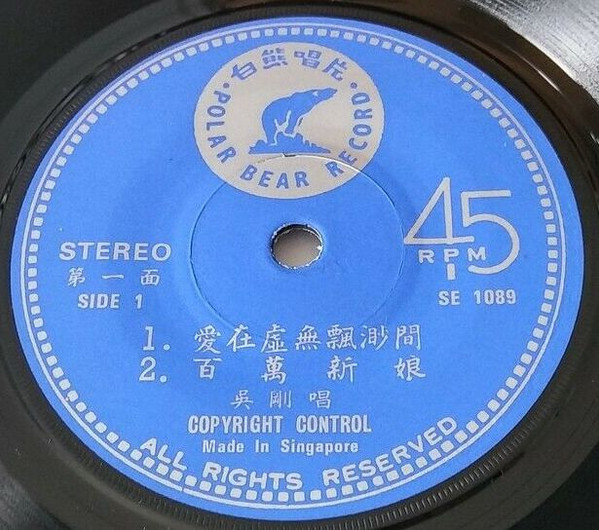 白熊唱片
POLAR BEAR RECORD
45
RPM
STEREO
第一面
SIDE 1
SE 1089
1. 愛在虛無飄渺間
2. 百萬新娘
吳剛唱
COPYRIGHT CONTROL
Made In Singapore
ALL RIGHTS RESERVED